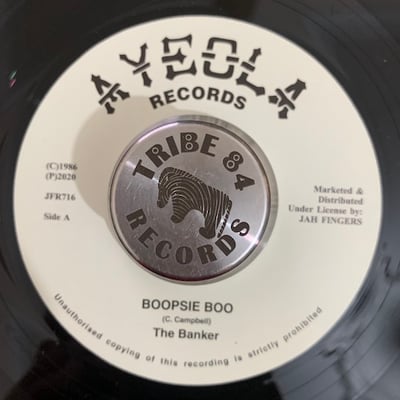 AYEOLA
RECORDS
(C)1986
(P)2020
JFR716
Side A
TRIBE 84
RECORDS
Marketed &
Distributed
Under License by:
JAH FINGERS
BOOPSIE BOO
(C. Campbell)
The Banker
Unauthorised copying of this recording is strictly prohibited